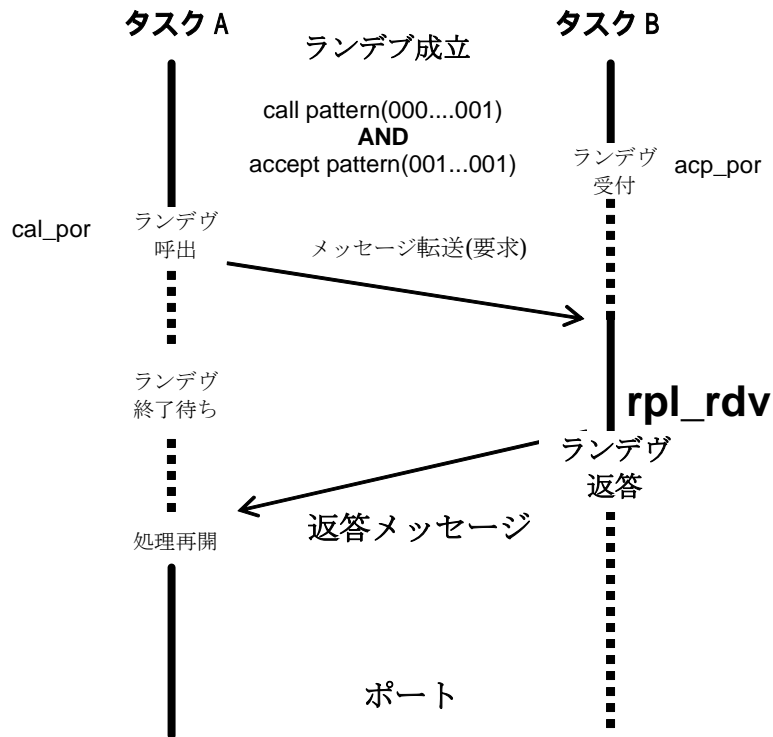 タスク A
ランデブ成立
タスク B
call pattern(000....001)
AND
accept pattern(001...001)
ランデヴ
受付
acp_por
cal_por
ランデヴ
呼出
メッセージ転送(要求)
ランデヴ
終了待ち
rpl_rdv
ランデヴ
返答
返答メッセージ
処理再開
ポート